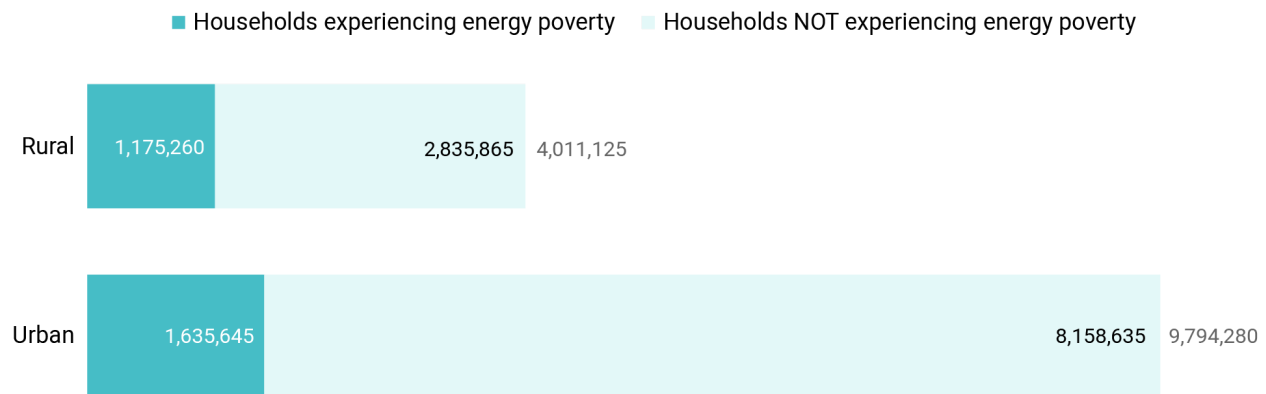 Households experiencing energy poverty Households NOT experiencing energy poverty
Rural 1,175,260 2,835,865 4,011,125
Urban 1,635,645 8,158,635 9,794,280